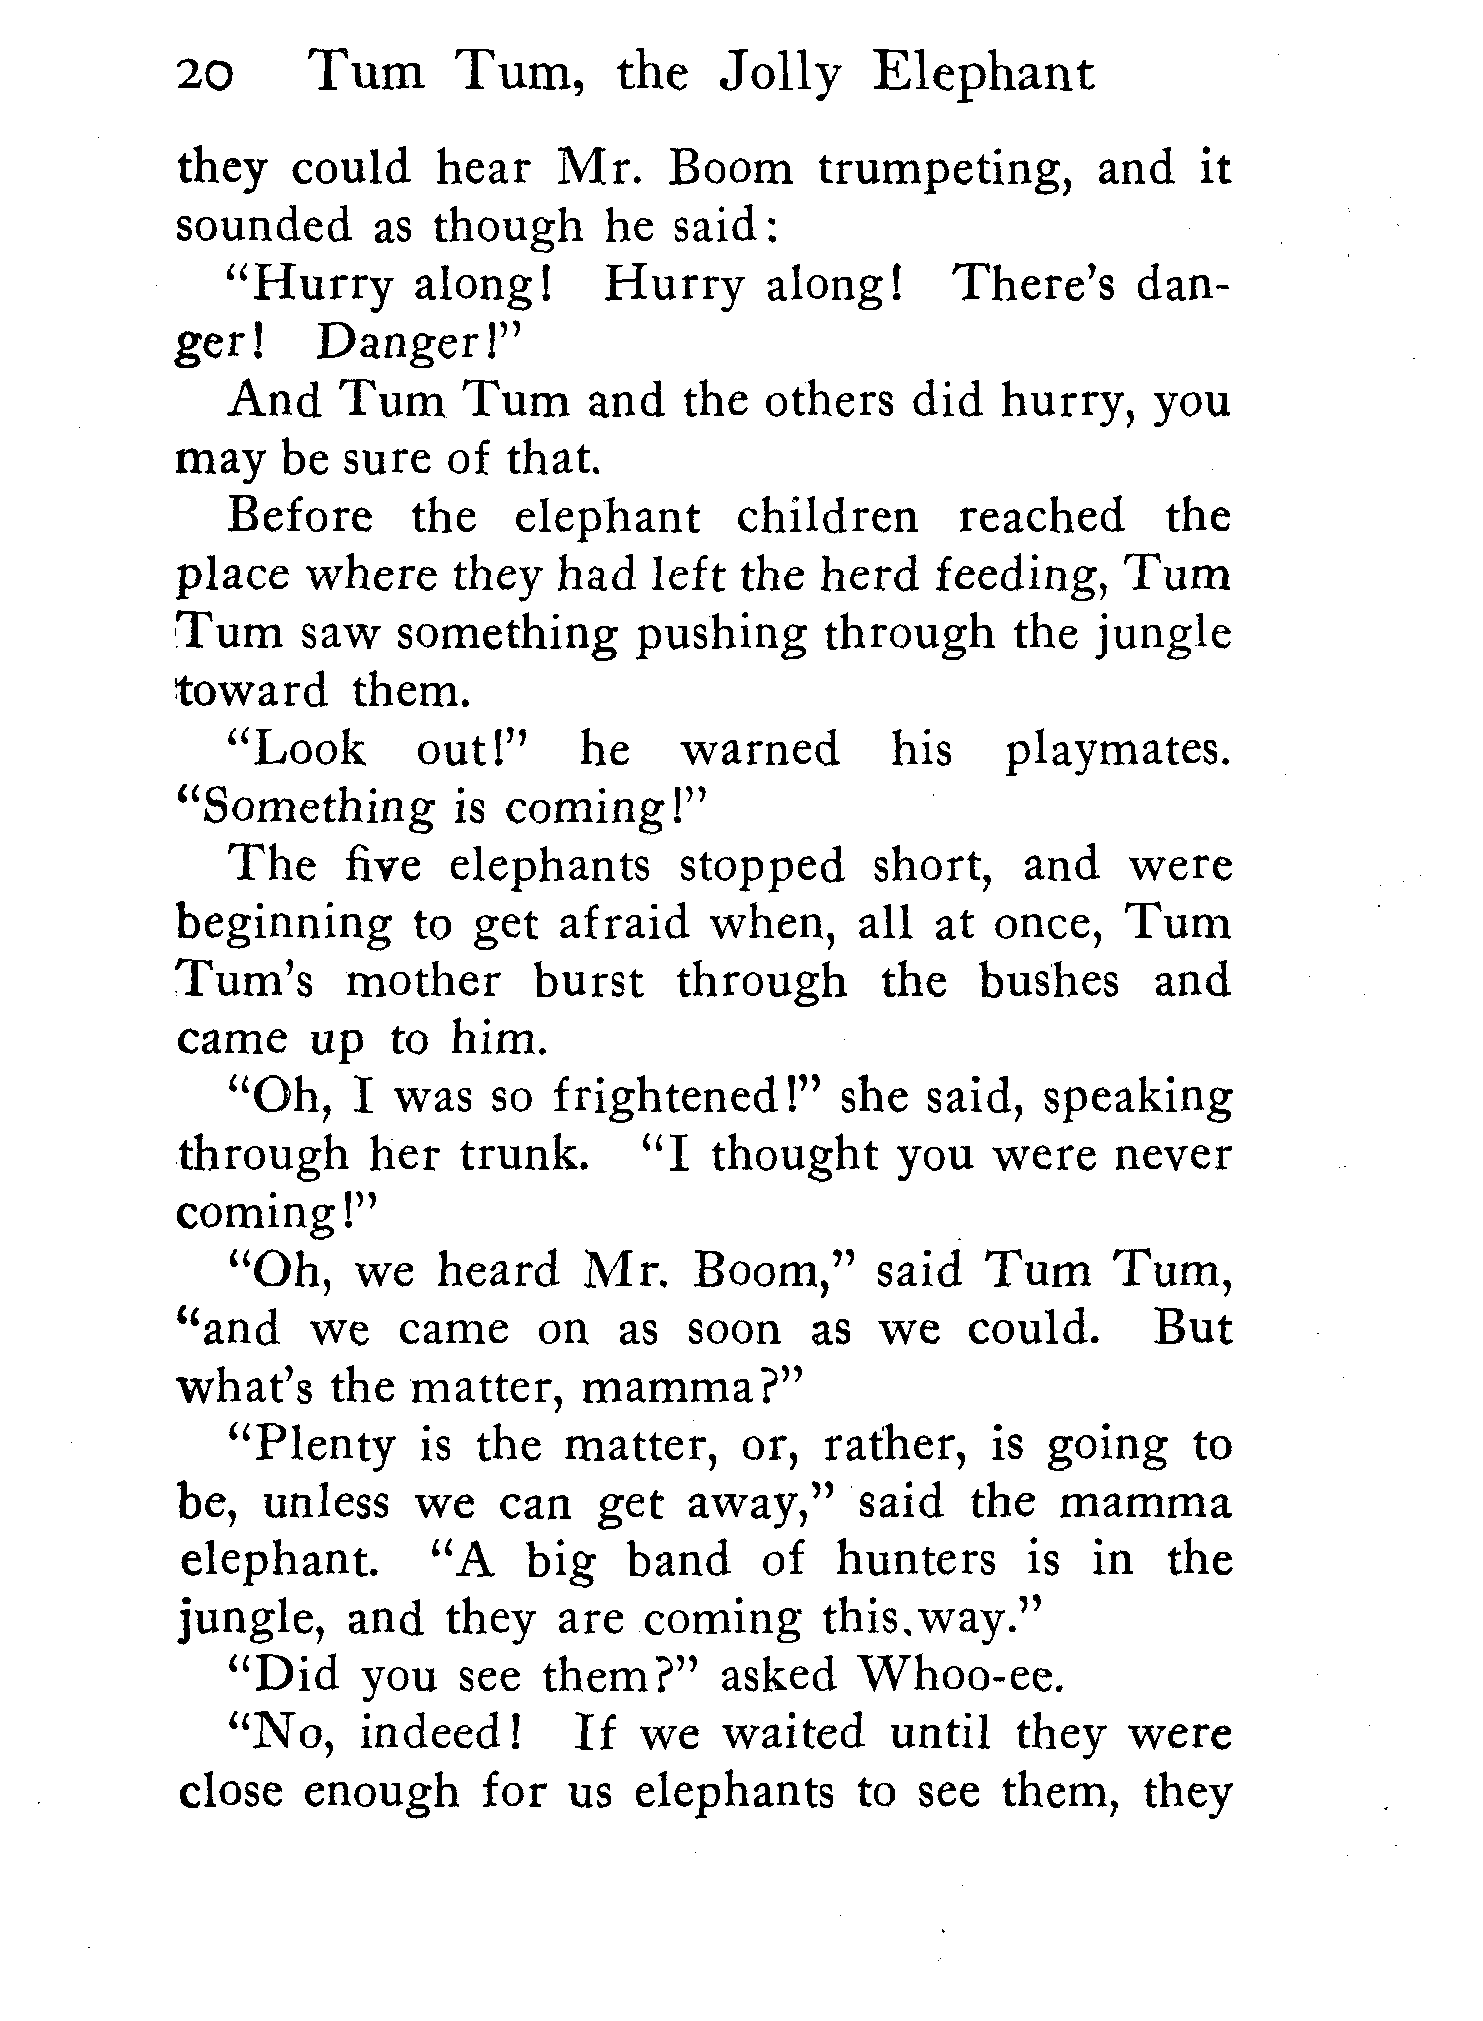 20 Tum Tum, the Jolly Elephant
they could hear Mr. Boom trumpeting, and it
sounded as though he said:
“Hurry along! Hurry along! There’s dan-
ger! Danger!”
And Tum Tum and the others did hurry, you
may be sure of that.
Before the elephant children reached the
place where they had left the herd feeding, Tum
Tum saw something pushing through the jungle
toward them.
“Look out!” he warned his playmates.
“Something is coming!”
The five elephants stopped short, and were
beginning to get afraid when, all at once, Tum
Tum’s mother burst through the bushes and
came up to him.
“Oh, I was so frightened!” she said, speaking
through her trunk. “I thought you were never
coming!”
“Oh, we heard Mr. Boom,” said Tum Tum,
“and we came on as soon as we could. But
what’s the matter, mamma?”
“Plenty is the matter, or, rather, is going to
be, unless we can get away,” said the mamma
elephant. “A big band of hunters is in the
jungle, and they are coming this way.”
“Did you see them?” asked Whoo-ee.
“No, indeed! If we waited until they were
close enough for us elephants to see them, they